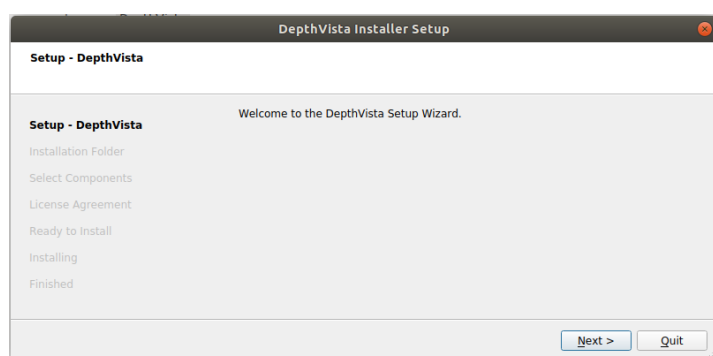 DepthVista Installer Setup
Setup - DepthVista
Setup - DepthVista
Installation Folder
Select Components
License Agreement
Ready to Install
Installing
Finished
Welcome to the DepthVista Setup Wizard.
Next >
Quit